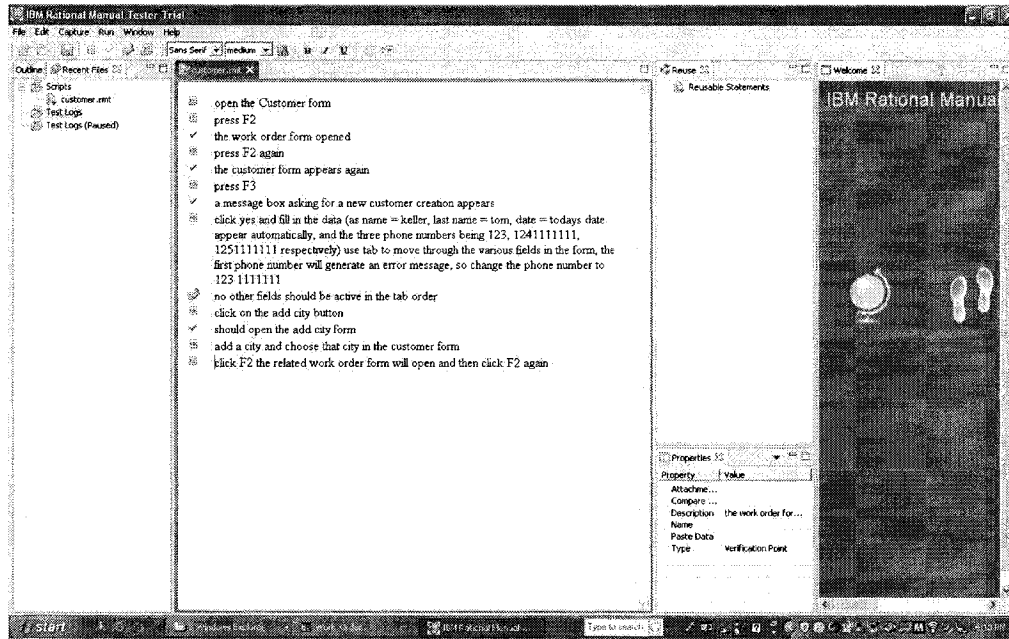 IBM Rational Manual Tester Trial
File Edit Capture Run Window Help
Sans Serif medium B I U
Outline Recent Files
Scripts
customer.rmt
Test Logs
Test Logs (Paused)
customer.rmt
open the Customer form
press F2
the work order form opened
press F2 again
the customer form appears again
press F3
a message box asking for a new customer creation appears
click yes and fill in the data (as name = keller, last name = tom, date = todays date
appear automatically, and the three phone numbers being 123, 1241111111,
1251111111 respectively) use tab to move through the various fields in the form, the
first phone number will generate an error message, so change the phone number to
123 1111111
no other fields should be active in the tab order
click on the add city button
should open the add city form
add a city and choose that city in the customer form
click F2 the related work order form will open and then click F2 again
Reuse
Reusable Statements
Properties
Property Value
Attachme...
Compare ...
Description the work order for...
Name
Paste Data
Type Verification Point
Welcome
IBM Rational Manua
start
Windows Explorer
IBM Rational Manual
Type to search